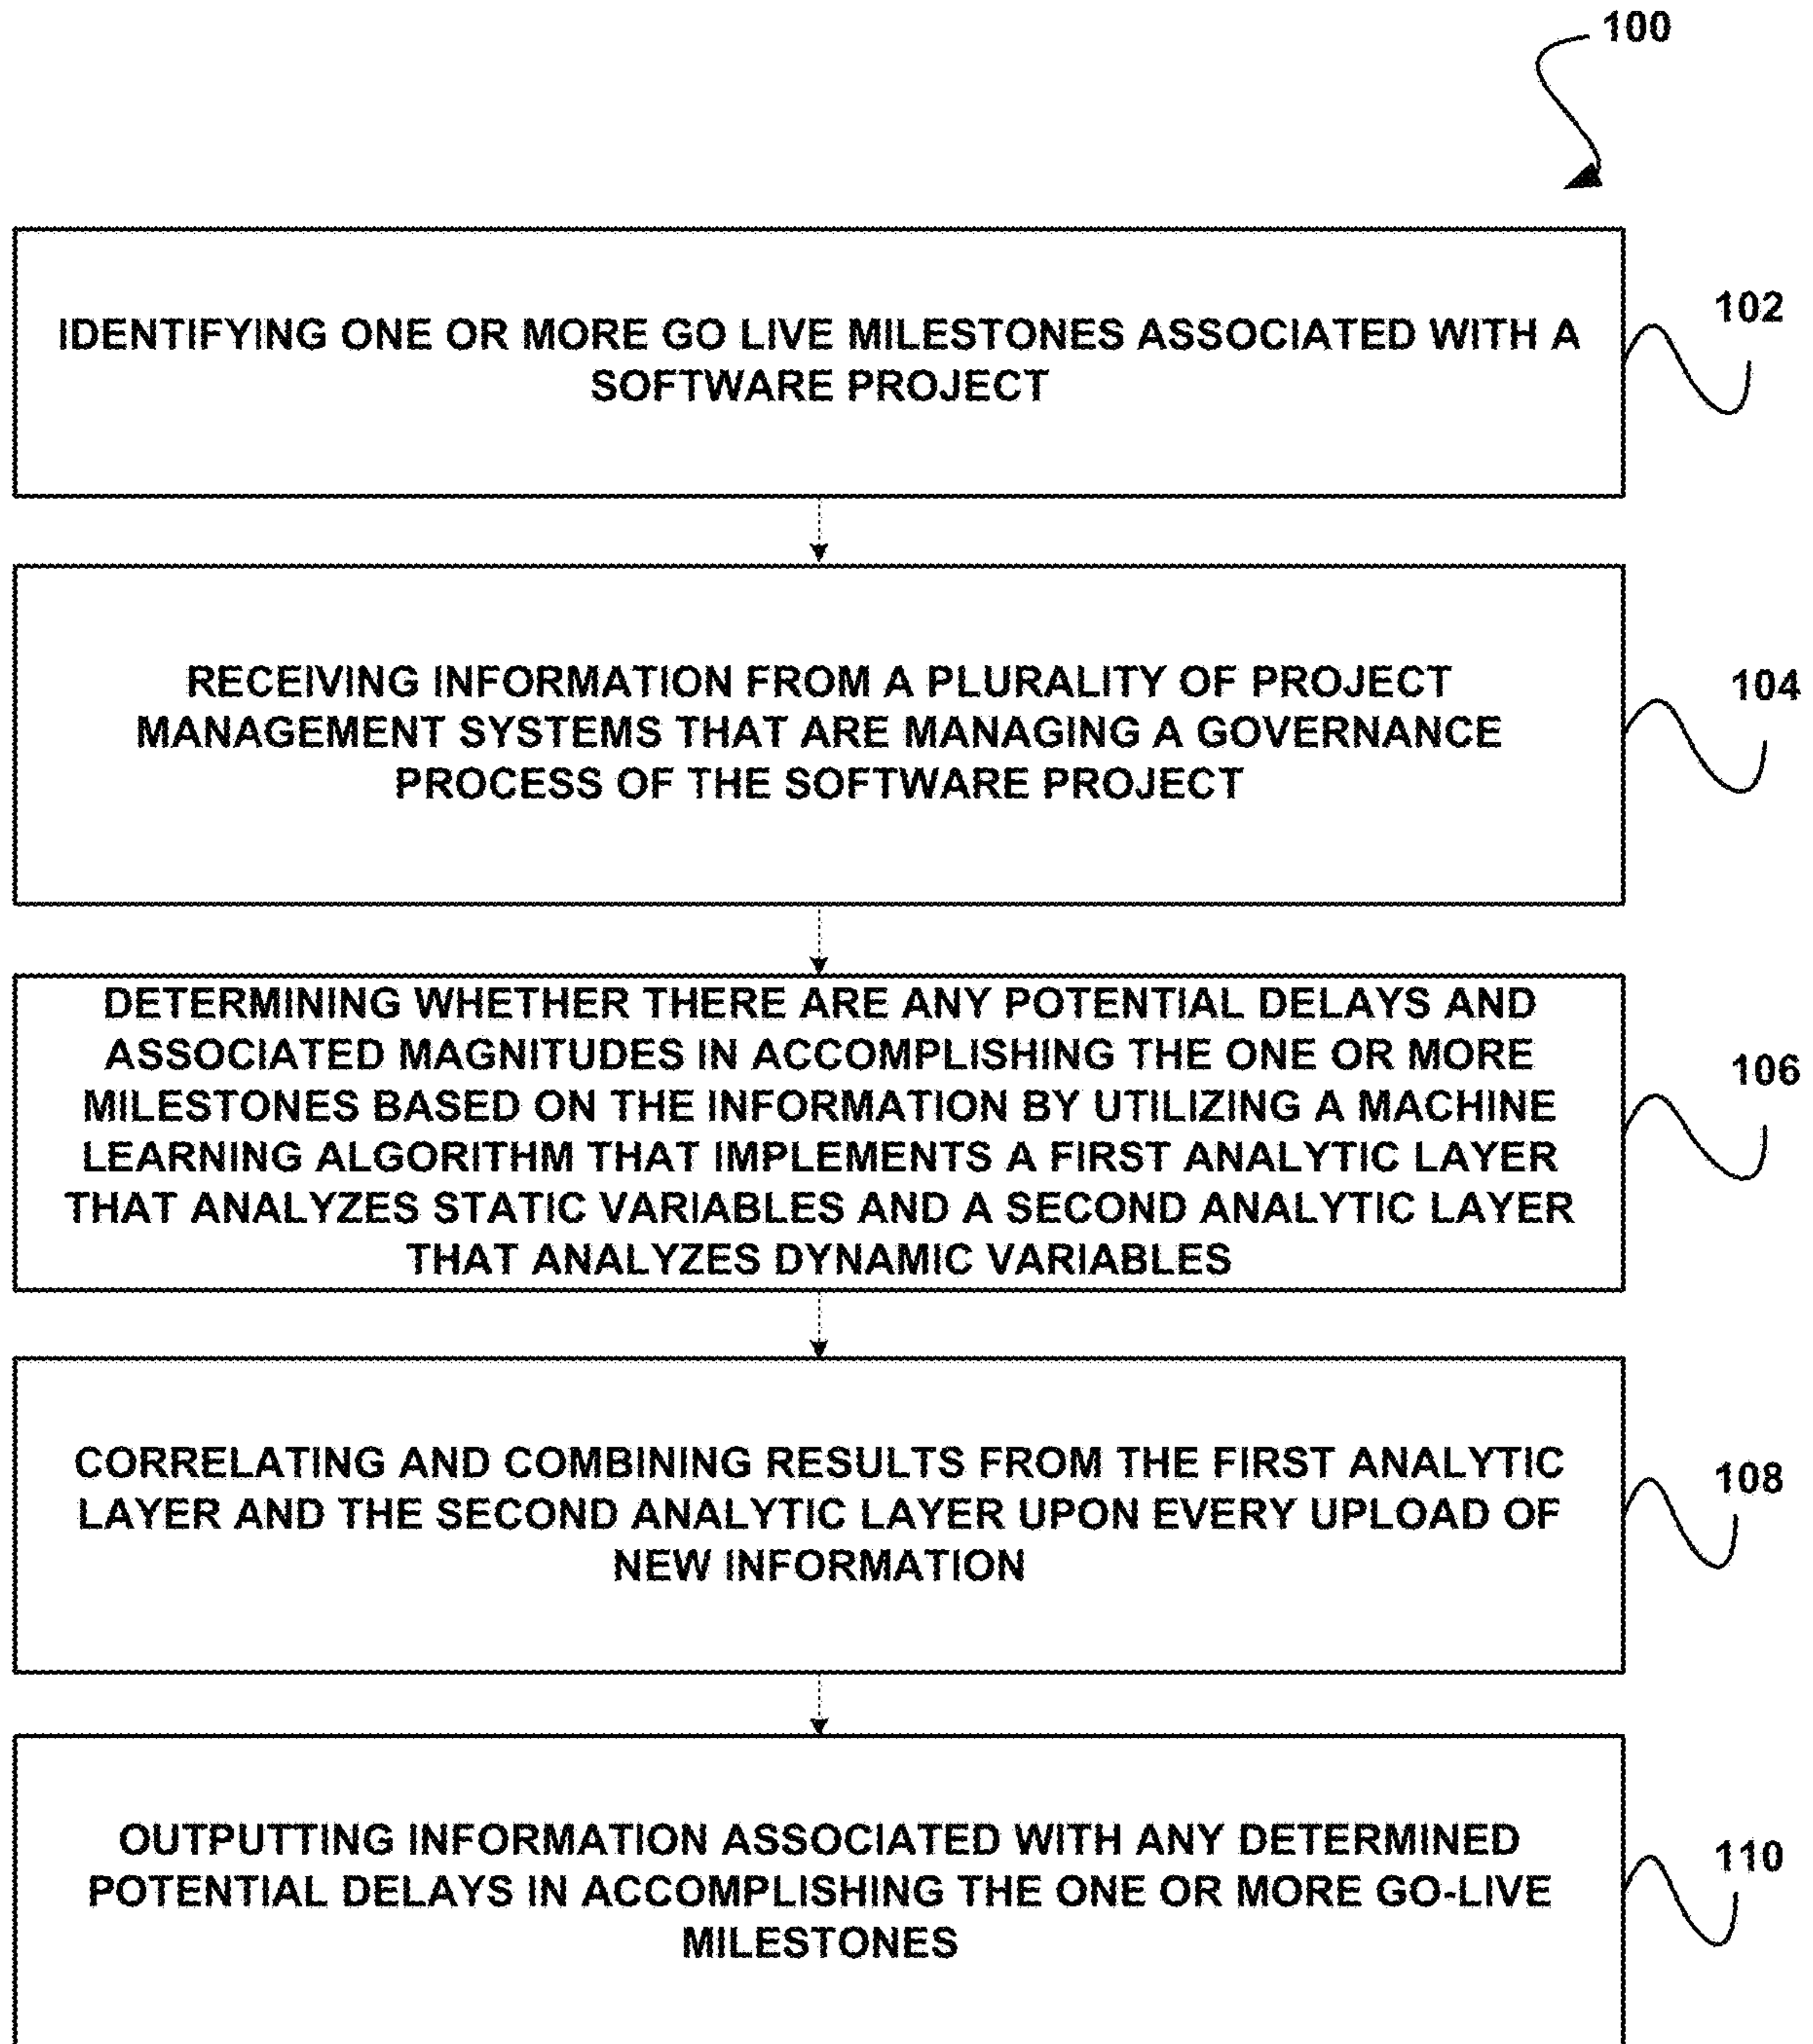 100
IDENTIFYING ONE OR MORE GO LIVE MILESTONES ASSOCIATED WITH A
SOFTWARE PROJECT
102
RECEIVING INFORMATION FROM A PLURALITY OF PROJECT
MANAGEMENT SYSTEMS THAT ARE MANAGING A GOVERNANCE
PROCESS OF THE SOFTWARE PROJECT
104
DETERMINING WHETHER THERE ARE ANY POTENTIAL DELAYS AND
ASSOCIATED MAGNITUDES IN ACCOMPLISHING THE ONE OR MORE
MILESTONES BASED ON THE INFORMATION BY UTILIZING A MACHINE
LEARNING ALGORITHM THAT IMPLEMENTS A FIRST ANALYTIC LAYER
THAT ANALYZES STATIC VARIABLES AND A SECOND ANALYTIC LAYER
THAT ANALYZES DYNAMIC VARIABLES
106
CORRELATING AND COMBINING RESULTS FROM THE FIRST ANALYTIC
LAYER AND THE SECOND ANALYTIC LAYER UPON EVERY UPLOAD OF
NEW INFORMATION
108
OUTPUTTING INFORMATION ASSOCIATED WITH ANY DETERMINED
POTENTIAL DELAYS IN ACCOMPLISHING THE ONE OR MORE GO-LIVE
MILESTONES
110